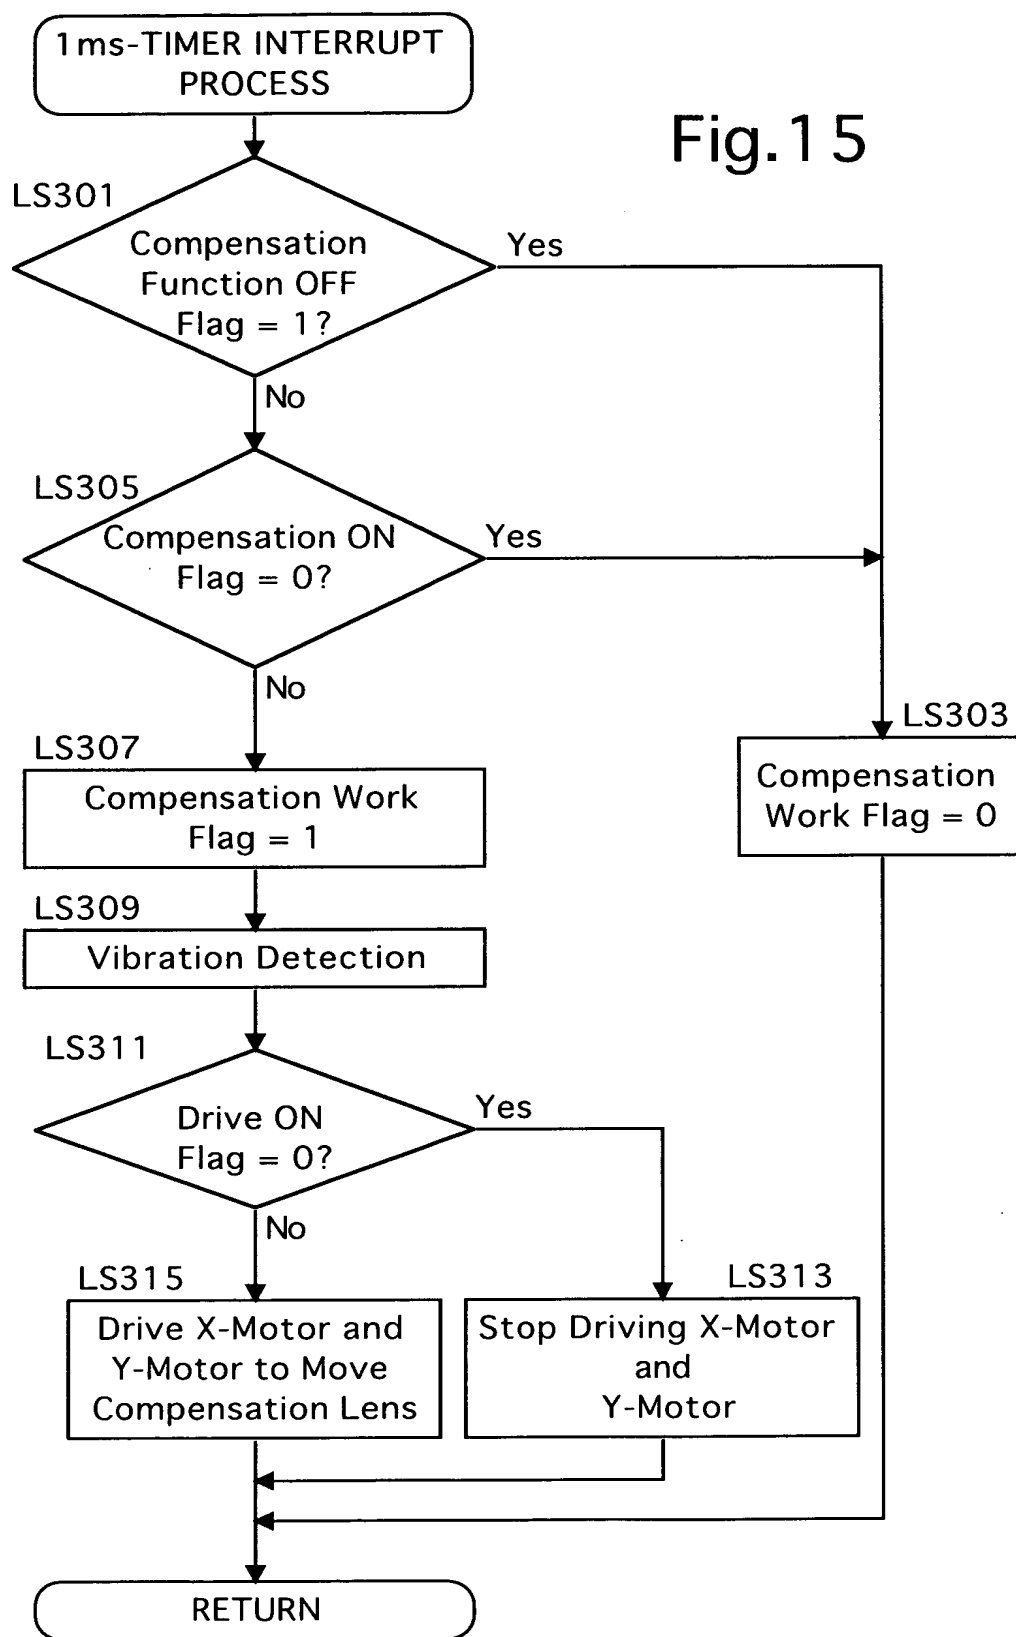 1ms-TIMER INTERRUPT
PROCESS
Fig.15
LS301
Compensation
Function OFF
Flag = 1?
Yes
No
LS305
Compensation ON
Flag = 0?
Yes
No
LS303
Compensation
Work Flag = 0
LS307
Compensation Work
Flag = 1
LS309
Vibration Detection
LS311
Drive ON
Flag = 0?
Yes
No
LS315
Drive X-Motor and
Y-Motor to Move
Compensation Lens
LS313
Stop Driving X-Motor
and
Y-Motor
RETURN